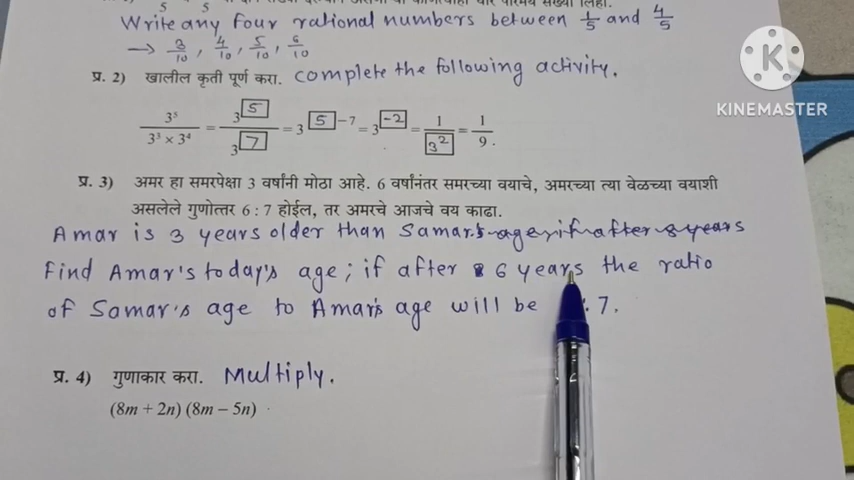 Write any four rational numbers between 1/5 and 4/5
→ 3/10, 4/10, 5/10, 6/10
KINEMASTER
प्र. 2) खालील कृती पूर्ण करा. complete the following activity.
3⁵ / (3³ × 3⁴) = 3^[5] / 3^[7] = 3^([5] − 7) = 3^[-2] = 1 / [3²] = 1/9.
प्र. 3) अमर हा समरपेक्षा 3 वर्षांनी मोठा आहे. 6 वर्षांनंतर समरच्या वयाचे, अमरच्या त्या वेळच्या वयाशी
असलेले गुणोत्तर 6 : 7 होईल, तर अमरचे आजचे वय काढा.
Amar is 3 years older than Samar.
Find Amar's today's age; if after 6 years the ratio
of Samar's age to Amar's age will be : 7.
प्र. 4) गुणाकार करा. Multiply.
(8m + 2n) (8m − 5n)